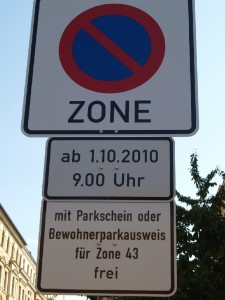 ZONE
ab 1.10.2010
9.00 Uhr
mit Parkschein oder
Bewohnerparkausweis
für Zone 43
frei